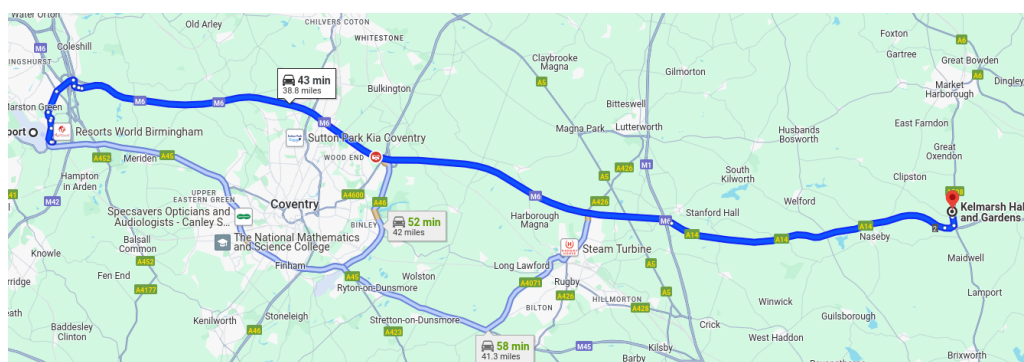 Water Orton
Old Arley
CHILVERS COTON
WHITESTONE
Foxton
A6
Gartree
Great Bowden
Coleshill
M6
INGSHURST
Claybrooke
Magna
Gilmorton
A6
Dingley
Market
Harborough
43 min
38.8 miles
Bulkington
A5
Marston Green
M6
M6
M6
Bitteswell
Lutterworth
Magna Park
East Farndon
port
Resorts World Birmingham
Sutton Park Kia Coventry
Husbands
Bosworth
Great
Oxendon
A452
Meriden
A45
WOOD END
A426
M1
A5
South
Kilworth
Clipston
Hampton
in Arden
M42
UPPER
EASTERN GREEN
A4600
A46
M6
A426
Welford
Kelmarsh Hall
and Gardens
Specsavers Opticians and
Audiologists - Canley S...
Coventry
BINLEY
52 min
42 miles
Harborough
Magna
M6
Stanford Hall
A14
A14
A14
Naseby
2
Balsall
Common
The National Mathematics
and Science College
Steam Turbine
Maidwell
Knowle
A452
Finham
Long Lawford
Fen End
A45
Wolston
A4071
Rugby
A5
A4177
Ryton-on-Dunsmore
BILTON
A426
HILLMORTON
A428
Winwick
Lamport
Baddesley
Clinton
Kenilworth
Stoneleigh
A46
Stretton-on-Dunsmore
A423
Crick
Guilsborough
58 min
41.3 miles
M45
Kilsby
Barby
West Haddon
Brixworth